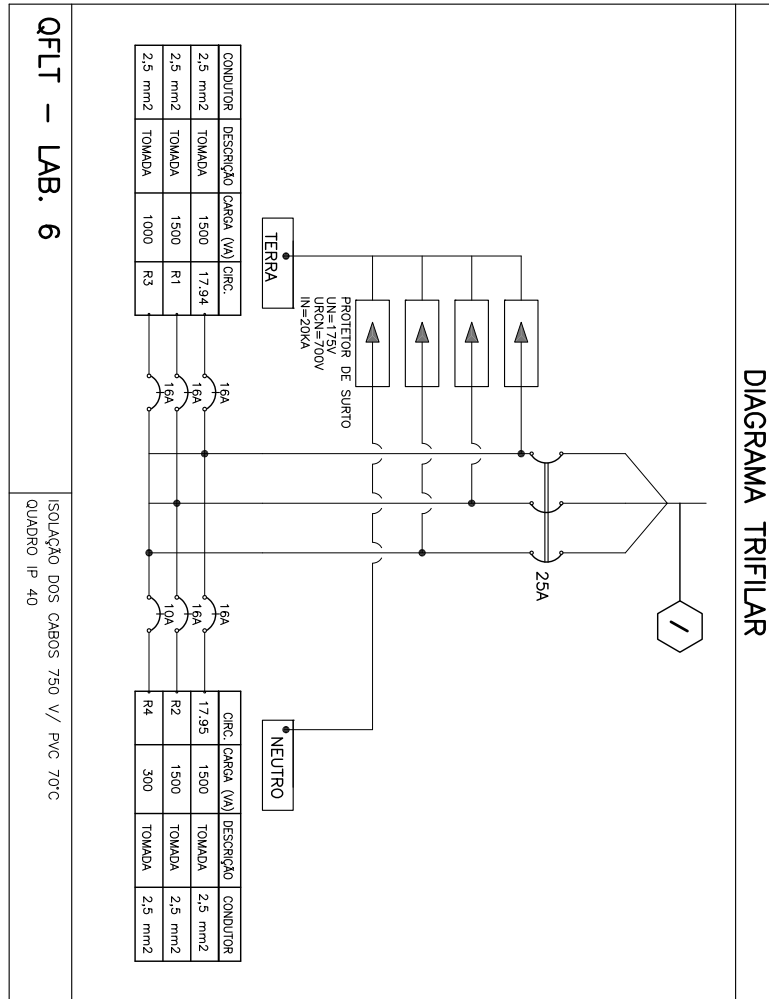 DIAGRAMA TRIFILAR
25A
PROTETOR DE SURTO
UN=175V
URCN=700V
IN=20KA
TERRA
NEUTRO
CONDUTOR DESCRIÇÃO CARGA (VA) CIRC.
2,5 mm2 TOMADA 1500 17.94
2,5 mm2 TOMADA 1500 R1
2,5 mm2 TOMADA 1000 R3
16A
16A
16A
16A
16A
10A
CIRC. CARGA (VA) DESCRIÇÃO CONDUTOR
17.95 1500 TOMADA 2,5 mm2
R2 1500 TOMADA 2,5 mm2
R4 300 TOMADA 2,5 mm2
QFLT - LAB. 6
ISOLAÇÃO DOS CABOS 750 V/ PVC 70°C
QUADRO IP 40